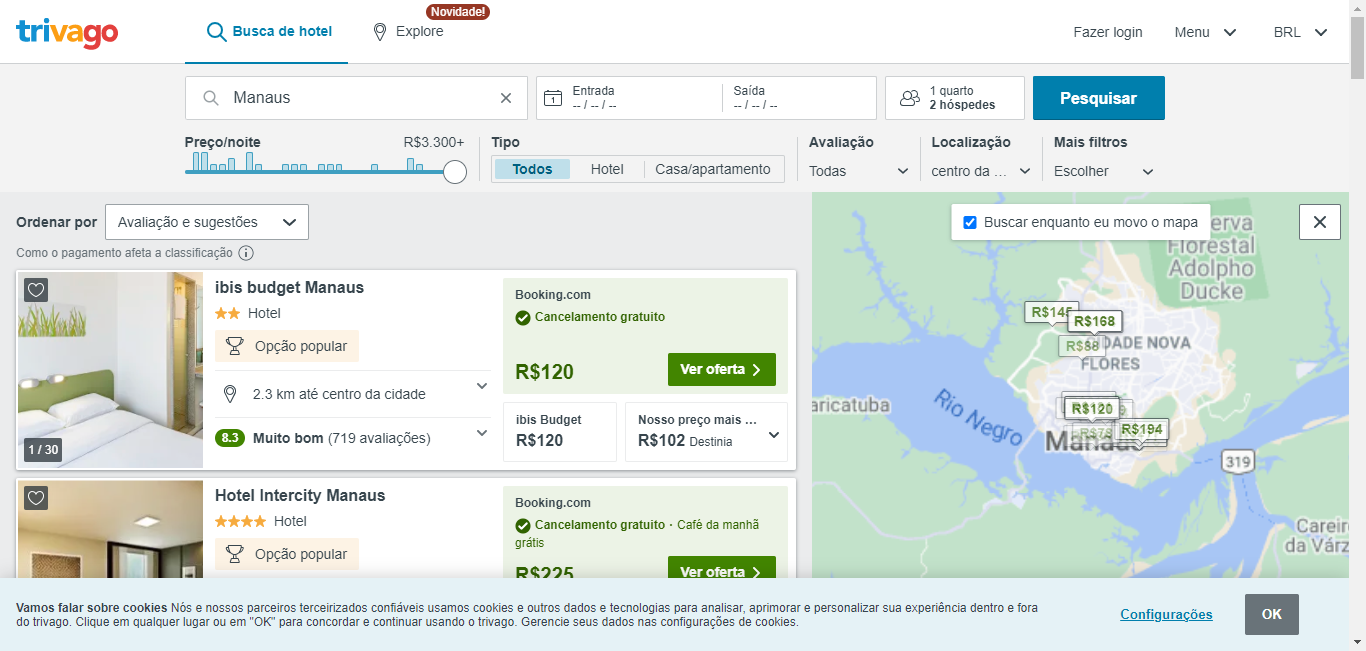 trivago
Busca de hotel
Explore
Novidade!
Fazer login
Menu
BRL
Manaus
Entrada
-- / -- / --
Saída
-- / -- / --
1 quarto
2 hóspedes
Pesquisar
Preço/noite
R$3.300+
Tipo
Todos
Hotel
Casa/apartamento
Avaliação
Todas
Localização
centro da ...
Mais filtros
Escolher
Ordenar por
Avaliação e sugestões
Como o pagamento afeta a classificação
1 / 30
ibis budget Manaus
Hotel
Opção popular
2.3 km até centro da cidade
8.3 Muito bom (719 avaliações)
Booking.com
Cancelamento gratuito
R$120
Ver oferta
ibis Budget
R$120
Nosso preço mais ...
R$102 Destinia
Hotel Intercity Manaus
Hotel
Opção popular
Booking.com
Cancelamento gratuito · Café da manhã
grátis
R$225
Ver oferta
Buscar enquanto eu movo o mapa
erva
Florestal
Adolpho
Ducke
R$145
R$168
R$88
DADE NOVA
FLORES
aricatuba
Rio Negro
R$120
R$194
Manaus
319
Careir
da Várz
Vamos falar sobre cookies Nós e nossos parceiros terceirizados confiáveis usamos cookies e outros dados e tecnologias para analisar, aprimorar e personalizar sua experiência dentro e fora
do trivago. Clique em qualquer lugar ou em "OK" para concordar e continuar usando o trivago. Gerencie seus dados nas configurações de cookies.
Configurações
OK